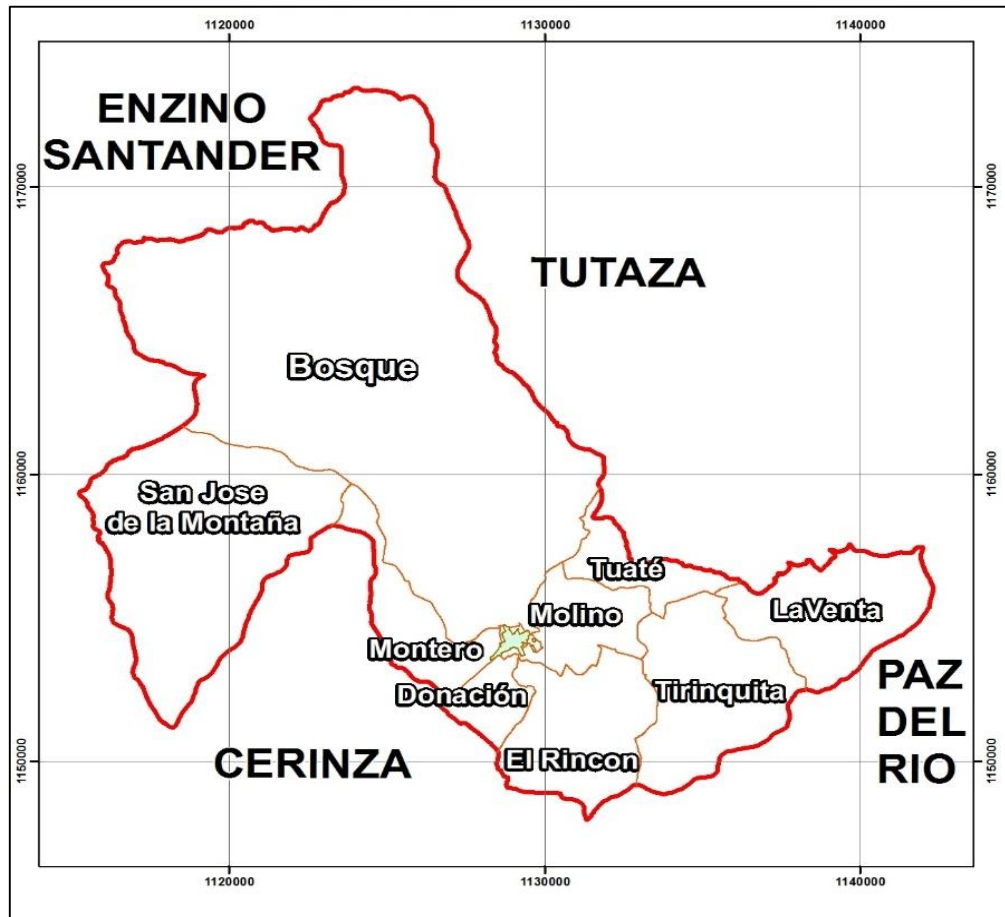 1120000
1130000
1140000
ENZINO
SANTANDER
1170000
1170000
TUTAZA
Bosque
1160000
1160000
San Jose
de la Montaña
Tuaté
LaVenta
Molino
Montero
Donación
Tirinquita
PAZ
DEL
RIO
CERINZA
El Rincon
1150000
1150000
1120000
1130000
1140000